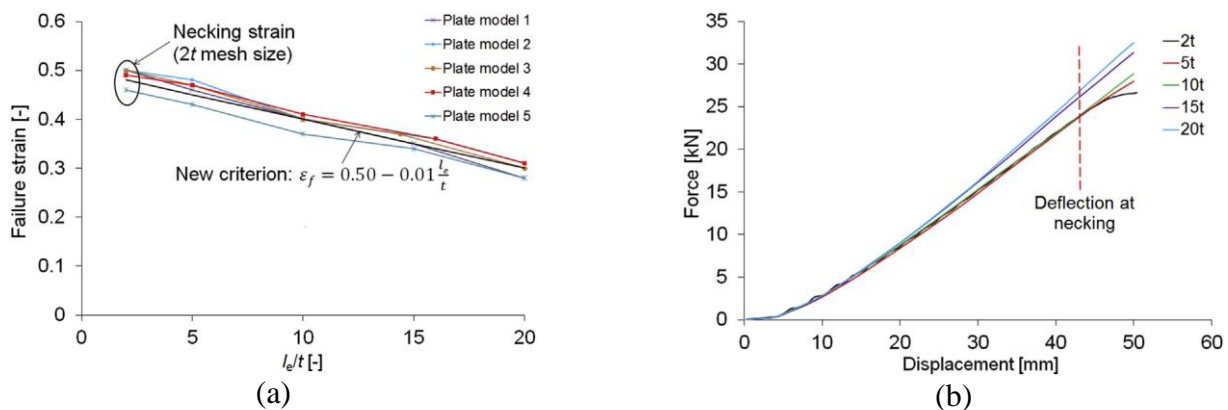 0.6
0.5
0.4
0.3
0.2
0.1
0
Failure strain [-]
Necking strain
(2t mesh size)
Plate model 1
Plate model 2
Plate model 3
Plate model 4
Plate model 5
New criterion: εf = 0.50 − 0.01 le/t
0 5 10 15 20
le/t [-]
(a)
35
30
25
20
15
10
5
0
Force [kN]
2t
5t
10t
15t
20t
Deflection at
necking
0 10 20 30 40 50 60
Displacement [mm]
(b)